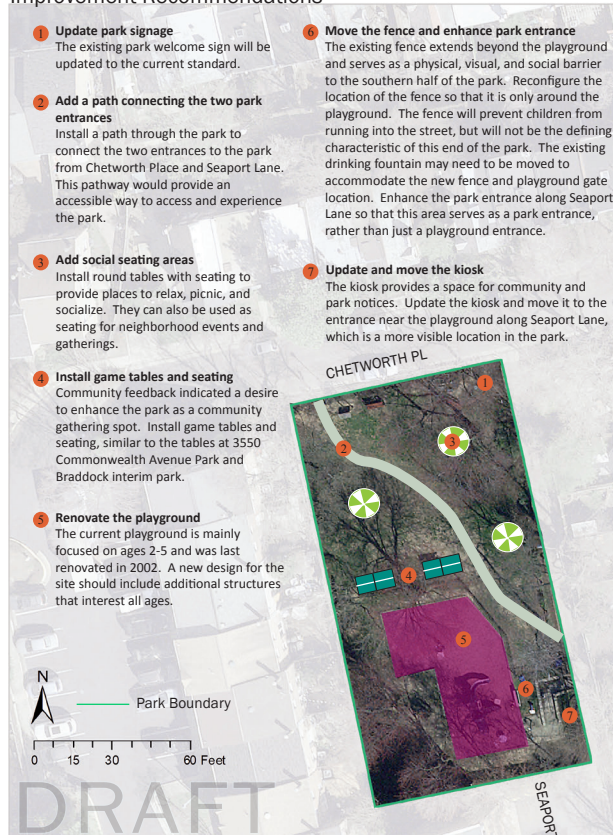 Improvement Recommendations
1 Update park signage
The existing park welcome sign will be
updated to the current standard.
2 Add a path connecting the two park
entrances
Install a path through the park to
connect the two entrances to the park
from Chetworth Place and Seaport Lane.
This pathway would provide an
accessible way to access and experience
the park.
3 Add social seating areas
Install round tables with seating to
provide places to relax, picnic, and
socialize. They can also be used as
seating for neighborhood events and
gatherings.
4 Install game tables and seating
Community feedback indicated a desire
to enhance the park as a community
gathering spot. Install game tables and
seating, similar to the tables at 3550
Commonwealth Avenue Park and
Braddock interim park.
5 Renovate the playground
The current playground is mainly
focused on ages 2-5 and was last
renovated in 2002. A new design for the
site should include additional structures
that interest all ages.
6 Move the fence and enhance park entrance
The existing fence extends beyond the playground
and serves as a physical, visual, and social barrier
to the southern half of the park. Reconfigure the
location of the fence so that it is only around the
playground. The fence will prevent children from
running into the street, but will not be the defining
characteristic of this end of the park. The existing
drinking fountain may need to be moved to
accommodate the new fence and playground gate
location. Enhance the park entrance along Seaport
Lane so that this area serves as a park entrance,
rather than just a playground entrance.
7 Update and move the kiosk
The kiosk provides a space for community and
park notices. Update the kiosk and move it to the
entrance near the playground along Seaport Lane,
which is a more visible location in the park.
CHETWORTH PL
1
2
3
4
5
6
7
SEAPORT
N
Park Boundary
0 15 30 60 Feet
DRAFT